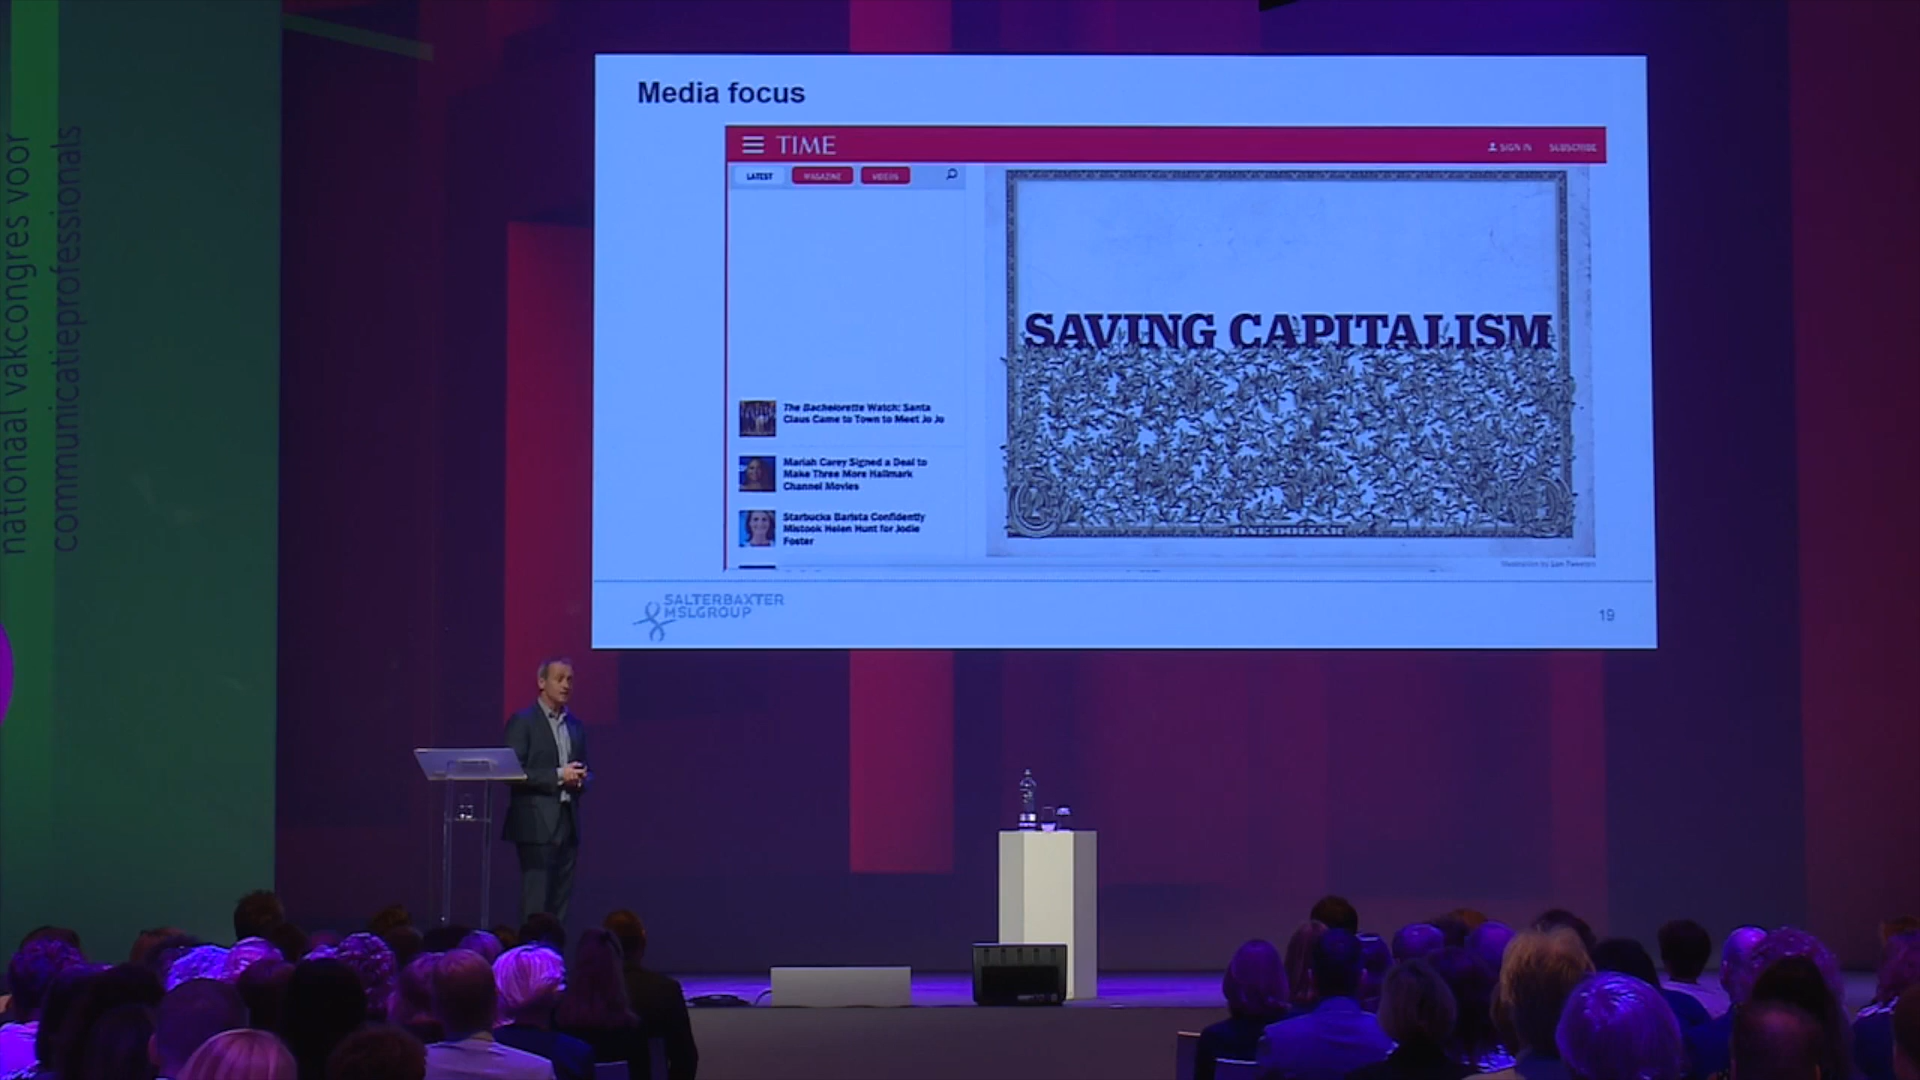 nationaal vakcongres voor
communicatieprofessionals
Media focus
TIME
SIGN IN SUBSCRIBE
LATEST MAGAZINE VIDEOS
SAVING CAPITALISM
The Bachelorette Watch: Santa
Claus Came to Town to Meet Jo Jo
Mariah Carey Signed a Deal to
Make Three More Hallmark
Channel Movies
Starbucks Barista Confidently
Mistook Helen Hunt for Jodie
Foster
ONE DOLLAR
Illustration by
SALTERBAXTER
MSLGROUP
19